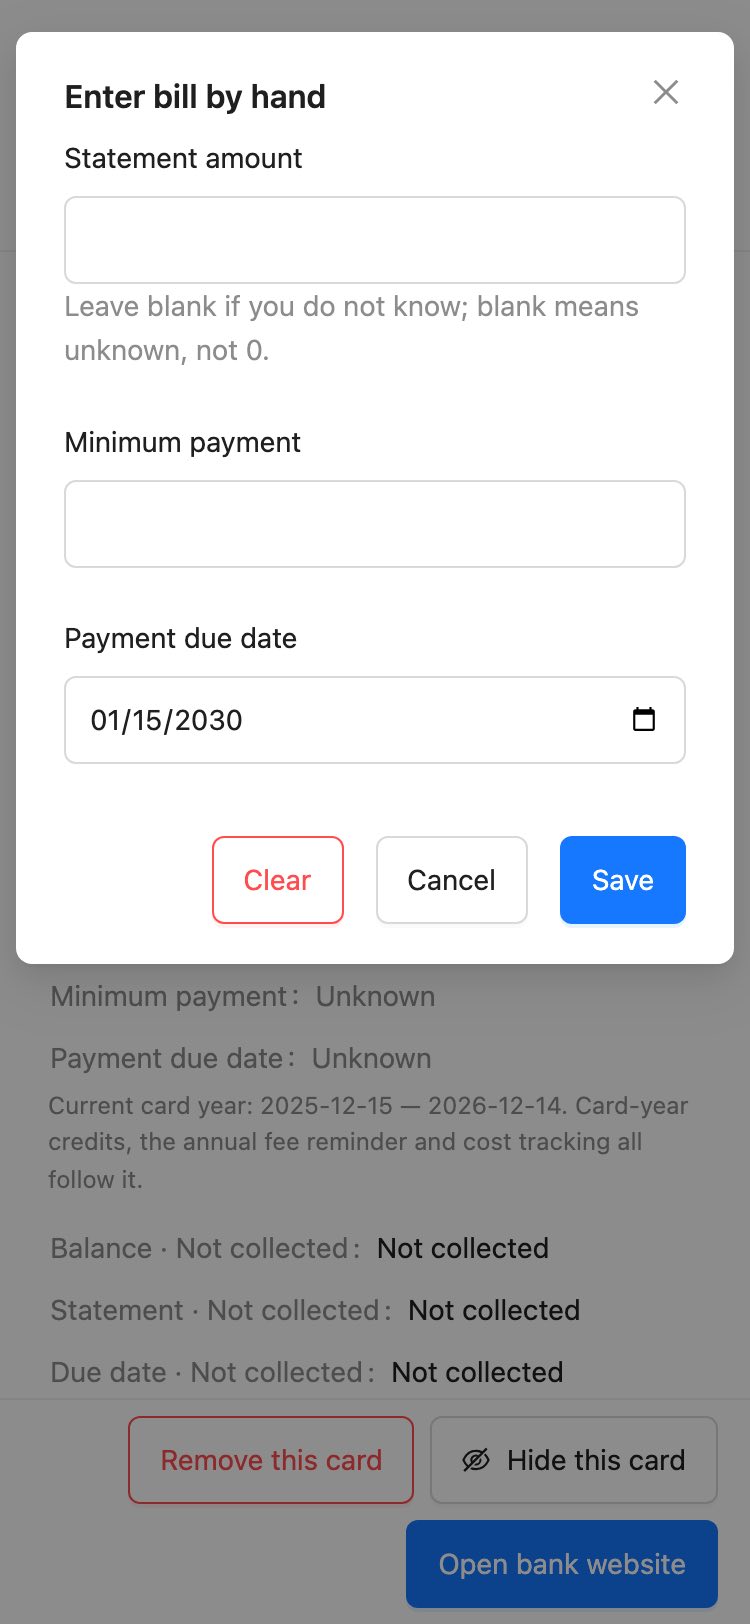 Enter bill by hand
Statement amount
Leave blank if you do not know; blank means
unknown, not 0.
Minimum payment
Payment due date
01/15/2030
Clear
Cancel
Save
Minimum payment: Unknown
Payment due date: Unknown
Current card year: 2025-12-15 — 2026-12-14. Card-year
credits, the annual fee reminder and cost tracking all
follow it.
Balance · Not collected: Not collected
Statement · Not collected: Not collected
Due date · Not collected: Not collected
Remove this card
Hide this card
Open bank website